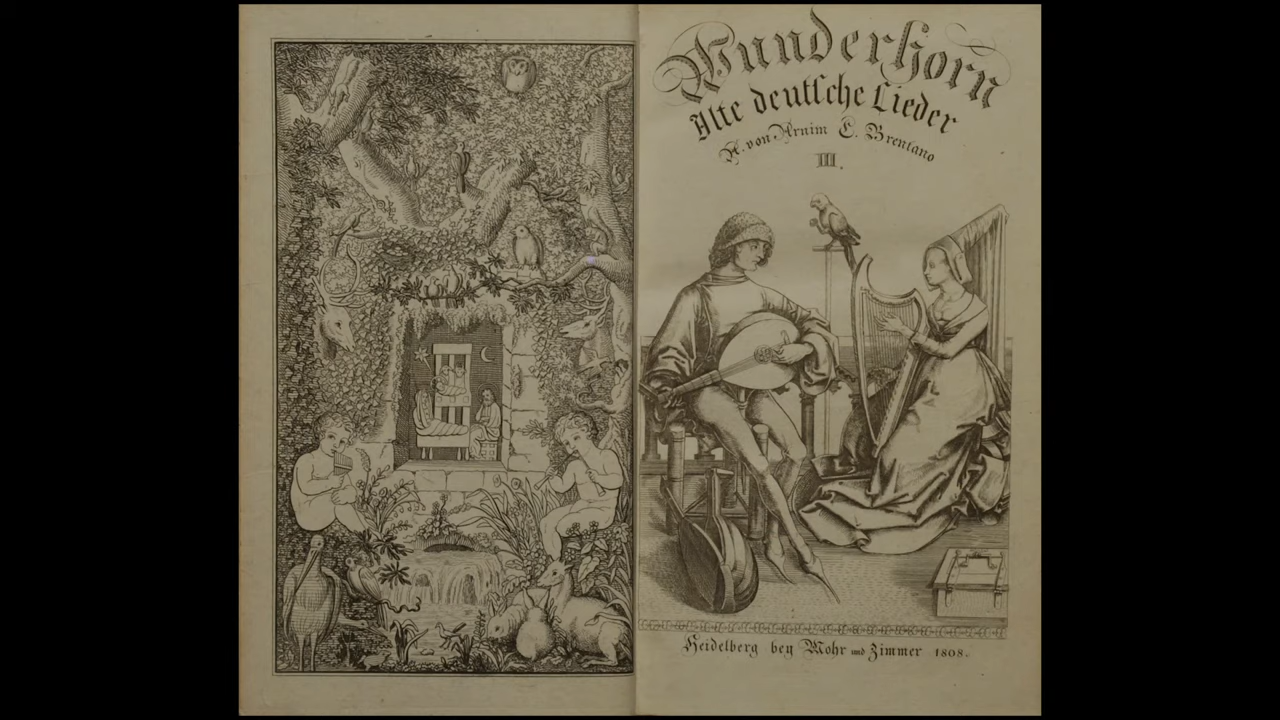 Wunderhorn
Alte deutsche Lieder
A. von Arnim C. Brentano
III.
Heidelberg bey Mohr und Zimmer 1808.